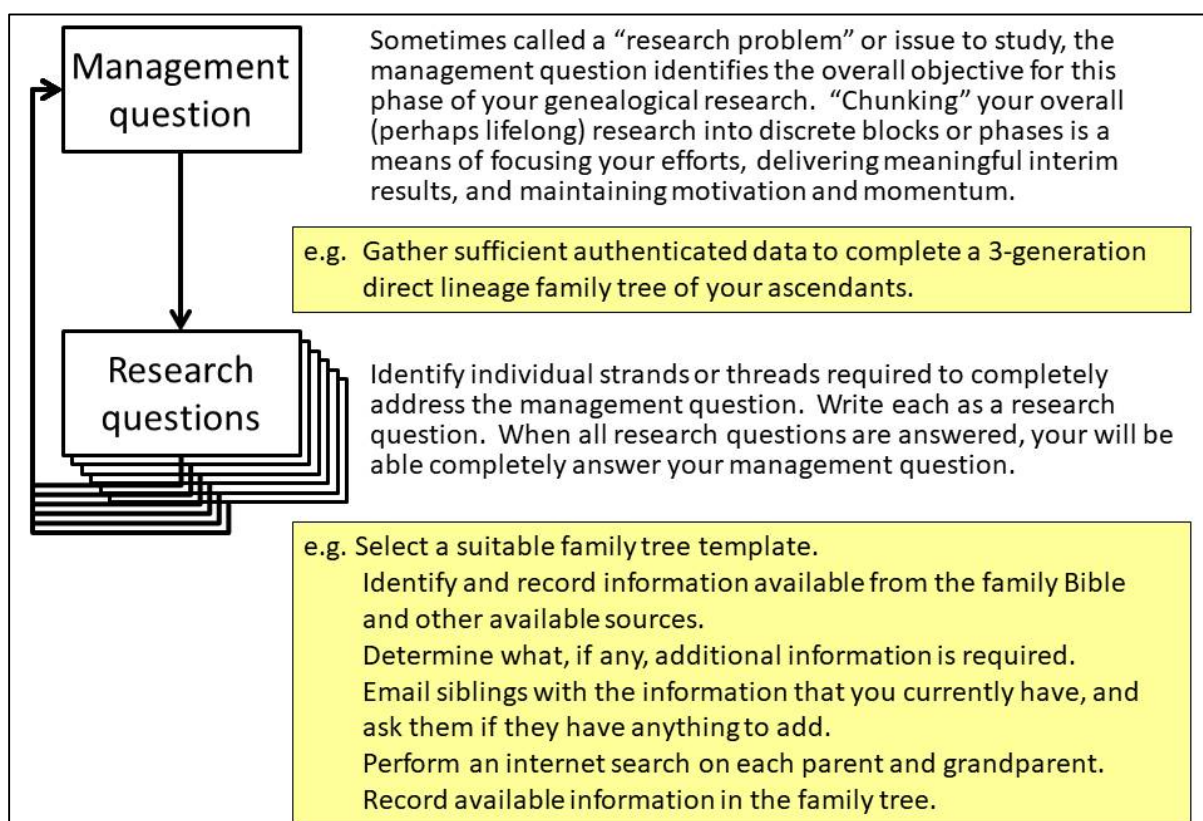 Management
question
Sometimes called a “research problem” or issue to study, the
management question identifies the overall objective for this
phase of your genealogical research.  “Chunking” your overall
(perhaps lifelong) research into discrete blocks or phases is a
means of focusing your efforts, delivering meaningful interim
results, and maintaining motivation and momentum.
e.g.  Gather sufficient authenticated data to complete a 3-generation
direct lineage family tree of your ascendants.
Research
questions
Identify individual strands or threads required to completely
address the management question.  Write each as a research
question.  When all research questions are answered, your will be
able completely answer your management question.
e.g. Select a suitable family tree template.
Identify and record information available from the family Bible
and other available sources.
Determine what, if any, additional information is required.
Email siblings with the information that you currently have, and
ask them if they have anything to add.
Perform an internet search on each parent and grandparent.
Record available information in the family tree.